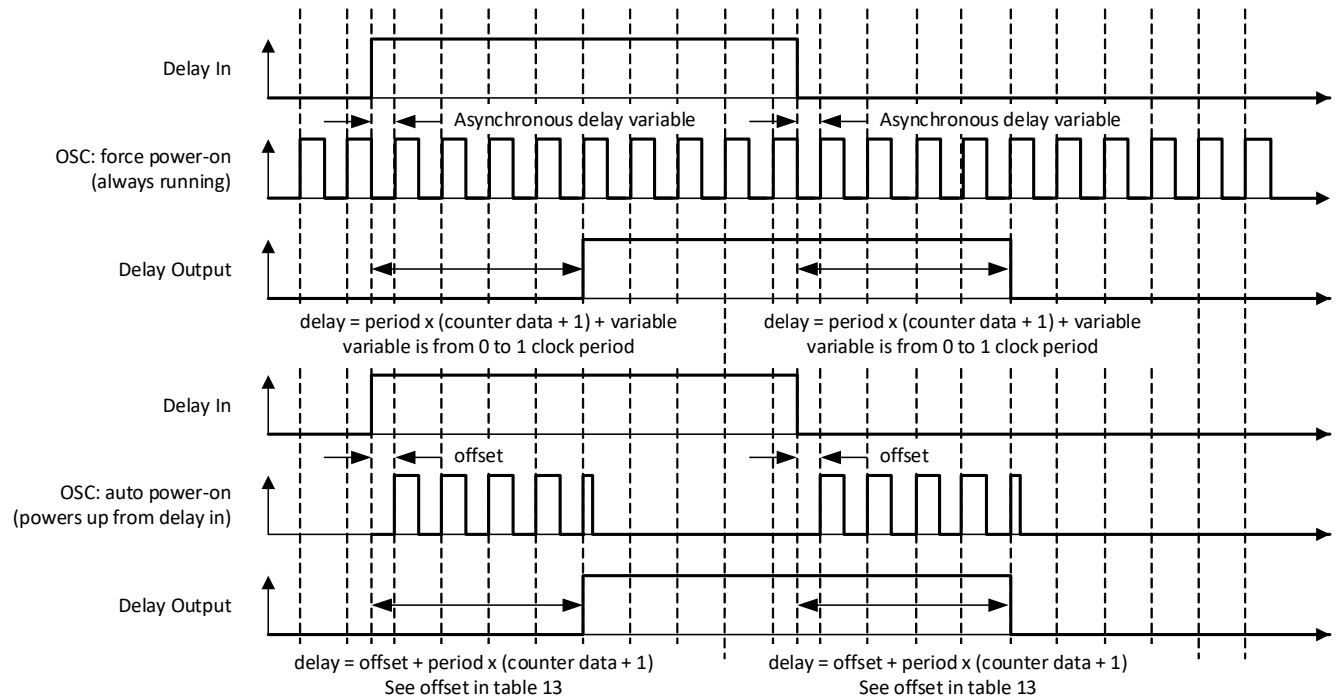 Delay In
Asynchronous delay variable
Asynchronous delay variable
OSC: force power-on
(always running)
Delay Output
delay = period x (counter data + 1) + variable
variable is from 0 to 1 clock period
delay = period x (counter data + 1) + variable
variable is from 0 to 1 clock period
Delay In
offset
offset
OSC: auto power-on
(powers up from delay in)
Delay Output
delay = offset + period x (counter data + 1)
See offset in table 13
delay = offset + period x (counter data + 1)
See offset in table 13